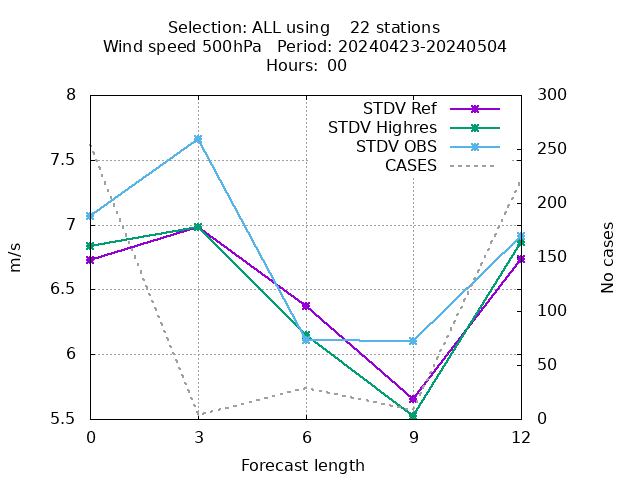 Selection: ALL using    22 stations
Wind speed 500hPa   Period: 20240423-20240504
Hours: 00
8
7.5
7
6.5
6
5.5
300
250
200
150
100
50
0
STDV Ref
STDV Highres
STDV OBS
CASES
m/s
No cases
0 3 6 9 12
Forecast length